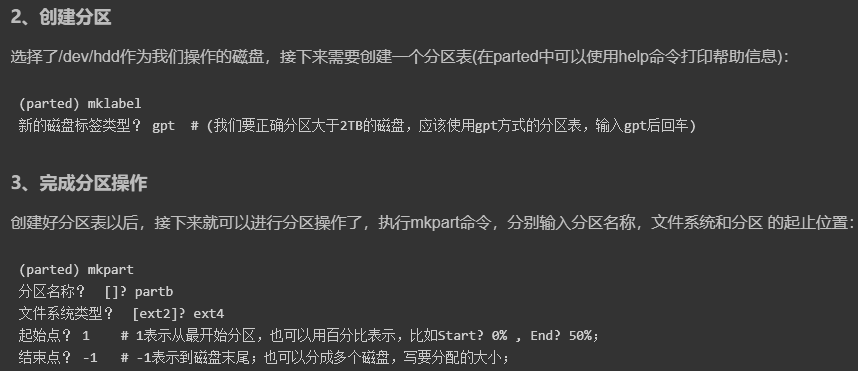 2、创建分区
选择了/dev/hdd作为我们操作的磁盘，接下来需要创建一个分区表(在parted中可以使用help命令打印帮助信息)：
(parted) mklabel
新的磁盘标签类型？ gpt  # (我们要正确分区大于2TB的磁盘，应该使用gpt方式的分区表，输入gpt后回车)
3、完成分区操作
创建好分区表以后，接下来就可以进行分区操作了，执行mkpart命令，分别输入分区名称，文件系统和分区 的起止位置：
(parted) mkpart
分区名称？  []? partb
文件系统类型？  [ext2]? ext4
起始点？ 1    # 1表示从最开始分区，也可以用百分比表示，比如Start? 0% , End? 50%；
结束点？ -1   # -1表示到磁盘末尾；也可以分成多个磁盘，写要分配的大小；